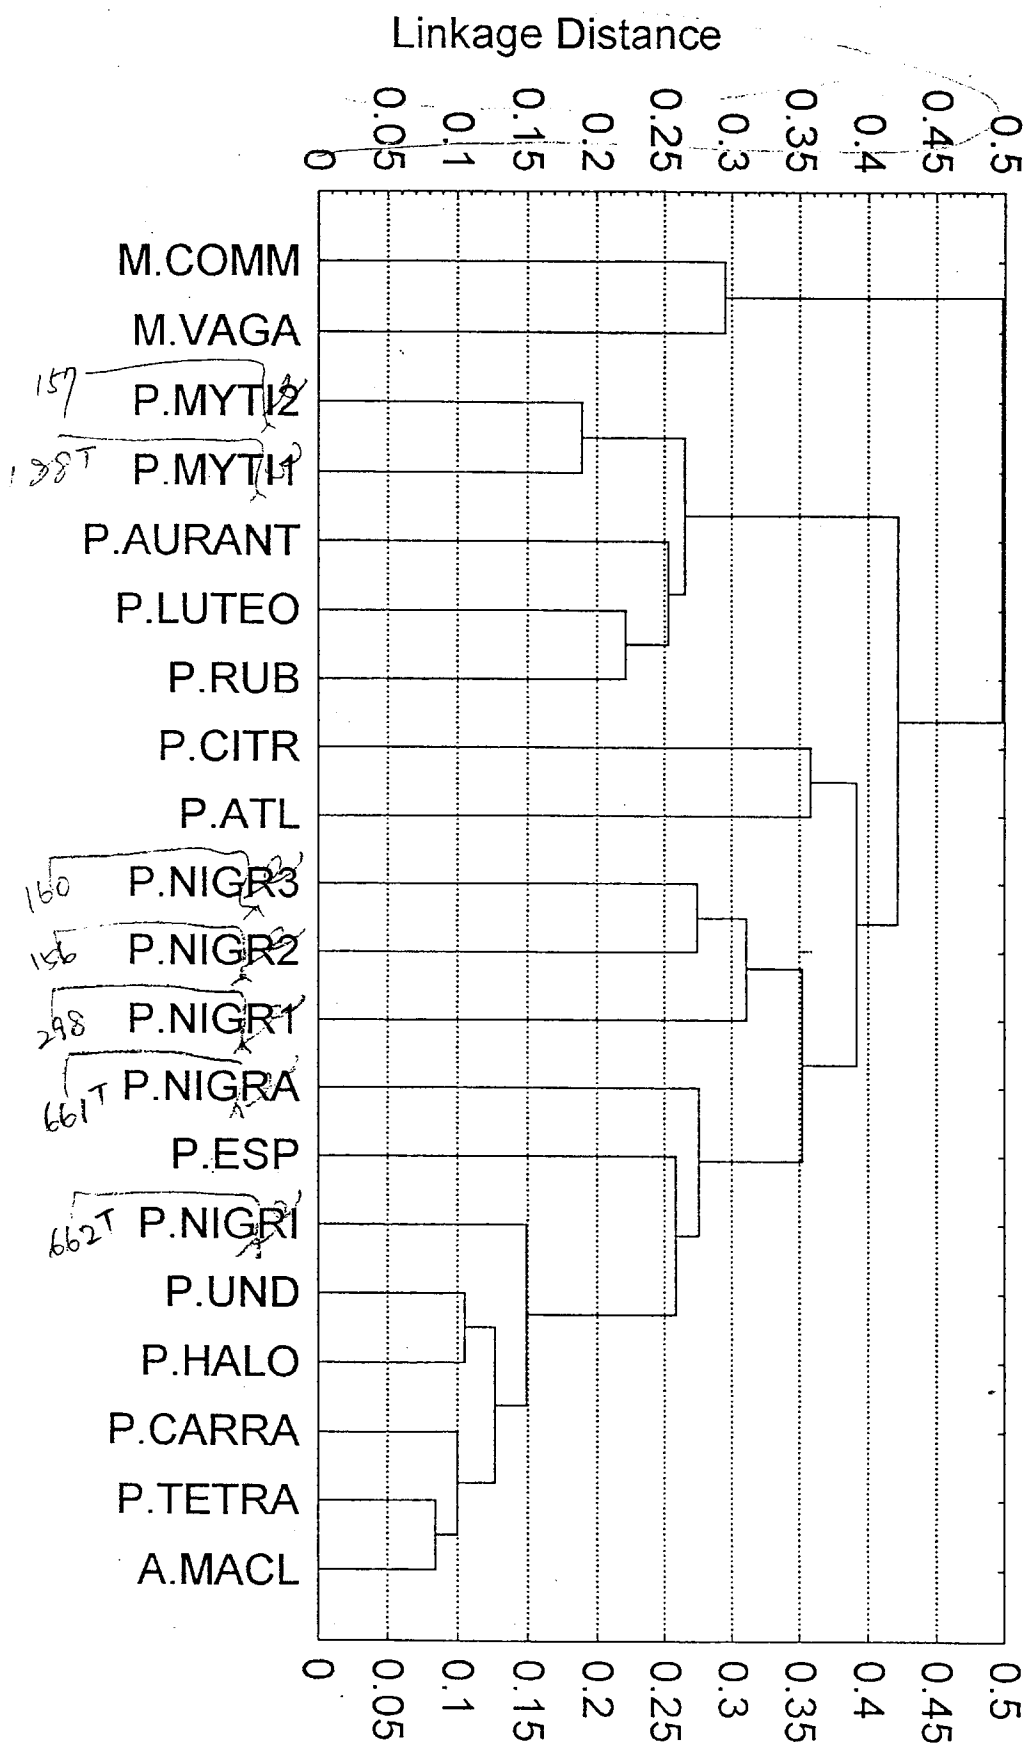 Linkage Distance
0 0.05 0.1 0.15 0.2 0.25 0.3 0.35 0.4 0.45 0.5
M.COMM
M.VAGA
157 P.MYTI2
138T P.MYTI1
P.AURANT
P.LUTEO
P.RUB
P.CITR
P.ATL
160 P.NIGR3
156 P.NIGR2
298 P.NIGR1
661T P.NIGRA
P.ESP
662T P.NIGRI
P.UND
P.HALO
P.CARRA
P.TETRA
A.MACL
0 0.05 0.1 0.15 0.2 0.25 0.3 0.35 0.4 0.45 0.5